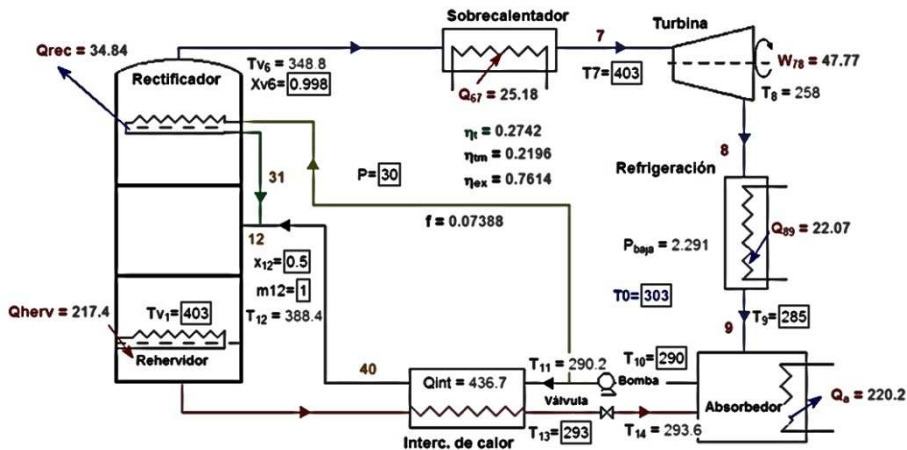 Sobrecalentador
7
Turbina
Qrec = 34.84
Rectificador
Tv6 = 348.8
Xv6= 0.998
Q67 = 25.18
T7= 403
W78 = 47.77
T8 = 258
ηt = 0.2742
ηtm = 0.2196
ηex = 0.7614
8
Refrigeración
31
P= 30
f = 0.07388
Q89 = 22.07
Pbaja = 2.291
12
x12= 0.5
m12= 1
T12 = 388.4
T0= 303
T9 = 285
9
Qherv = 217.4
Tv1= 403
Rehervidor
40
Qint = 436.7
T11 = 290.2
T10= 290
Válvula
Bomba
Absorbedor
Qa = 220.2
Interc. de calor
T13= 293
T14 = 293.6